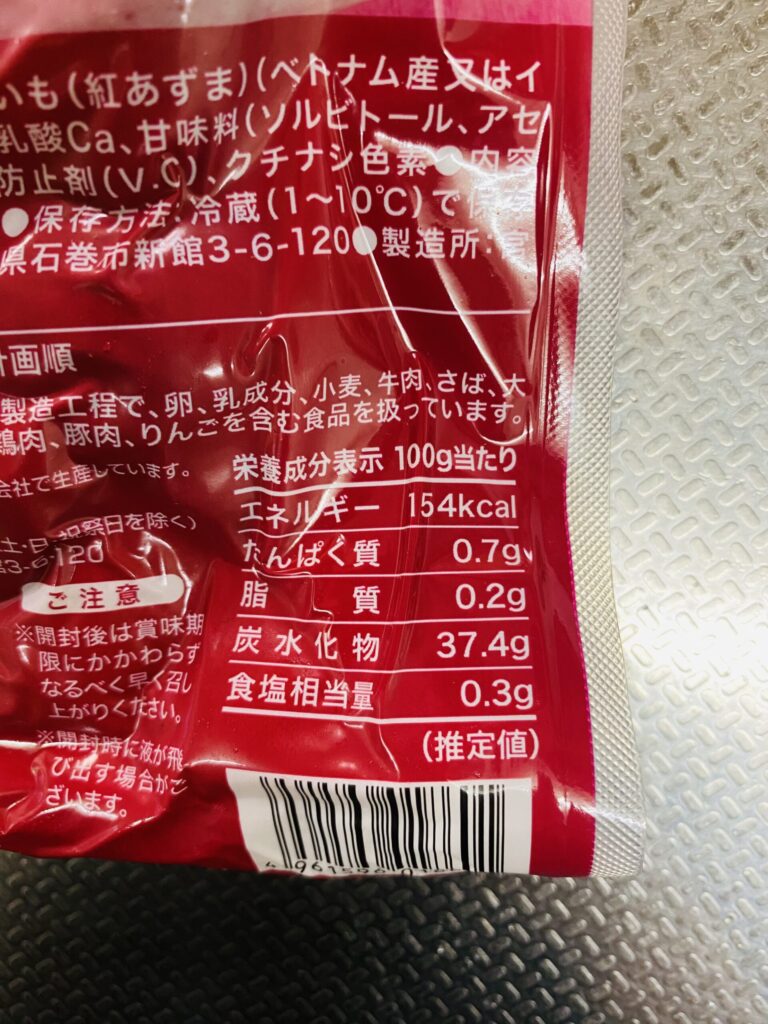 いも(紅あずま)(ベトナム産又はイ
乳酸Ca、甘味料(ソルビトール、アセ
防止剤(V.C)、クチナシ色素●内容
●保存方法:冷蔵(1～10℃)で保存
県石巻市新館3-6-120●製造所:宮
計画順
製造工程で、卵、乳成分、小麦、牛肉、さば、大
鶏肉、豚肉、りんごを含む食品を扱っています。
会社で生産しています。
土・日・祝祭日を除く)
3-6-120
ご注意
※開封後は賞味期
限にかかわらず
なるべく早く召し
上がりください。
※開封時に液が飛
び出す場合がご
ざいます。
栄養成分表示 100g当たり
エネルギー 154kcal
たんぱく質 0.7g
脂質 0.2g
炭水化物 37.4g
食塩相当量 0.3g
(推定値)